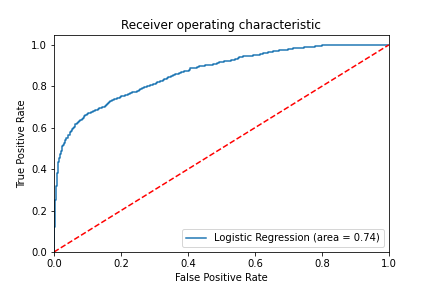 Receiver operating characteristic
True Positive Rate
1.0
0.8
0.6
0.4
0.2
0.0
Logistic Regression (area = 0.74)
0.0 0.2 0.4 0.6 0.8 1.0
False Positive Rate